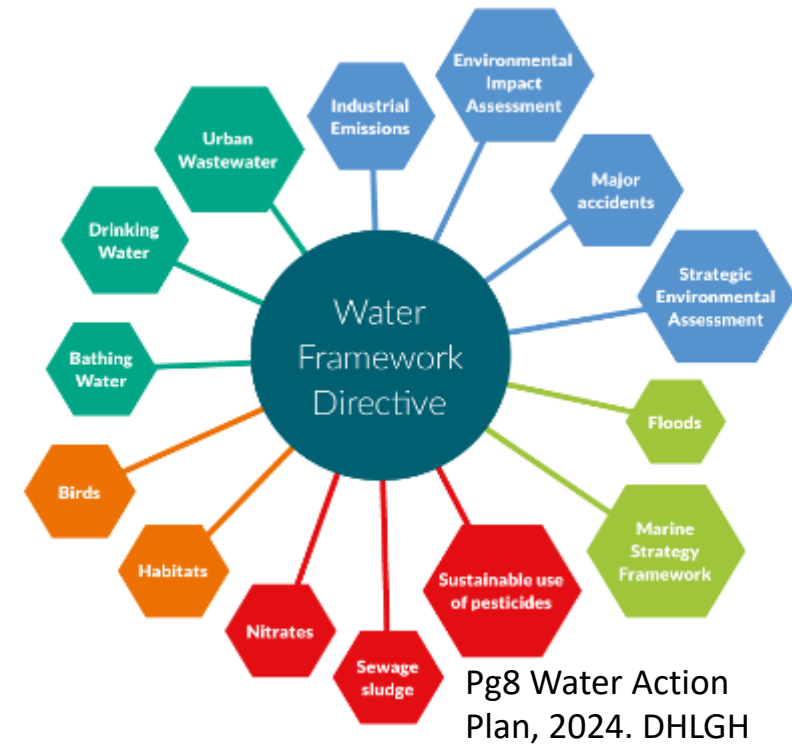 Environmental
Impact
Assessment
Industrial
Emissions
Urban
Wastewater
Major
accidents
Drinking
Water
Strategic
Environmental
Assessment
Water
Framework
Directive
Bathing
Water
Floods
Birds
Marine
Strategy
Framework
Habitats
Sustainable use
of pesticides
Nitrates
Sewage
sludge
Pg8 Water Action
Plan, 2024. DHLGH